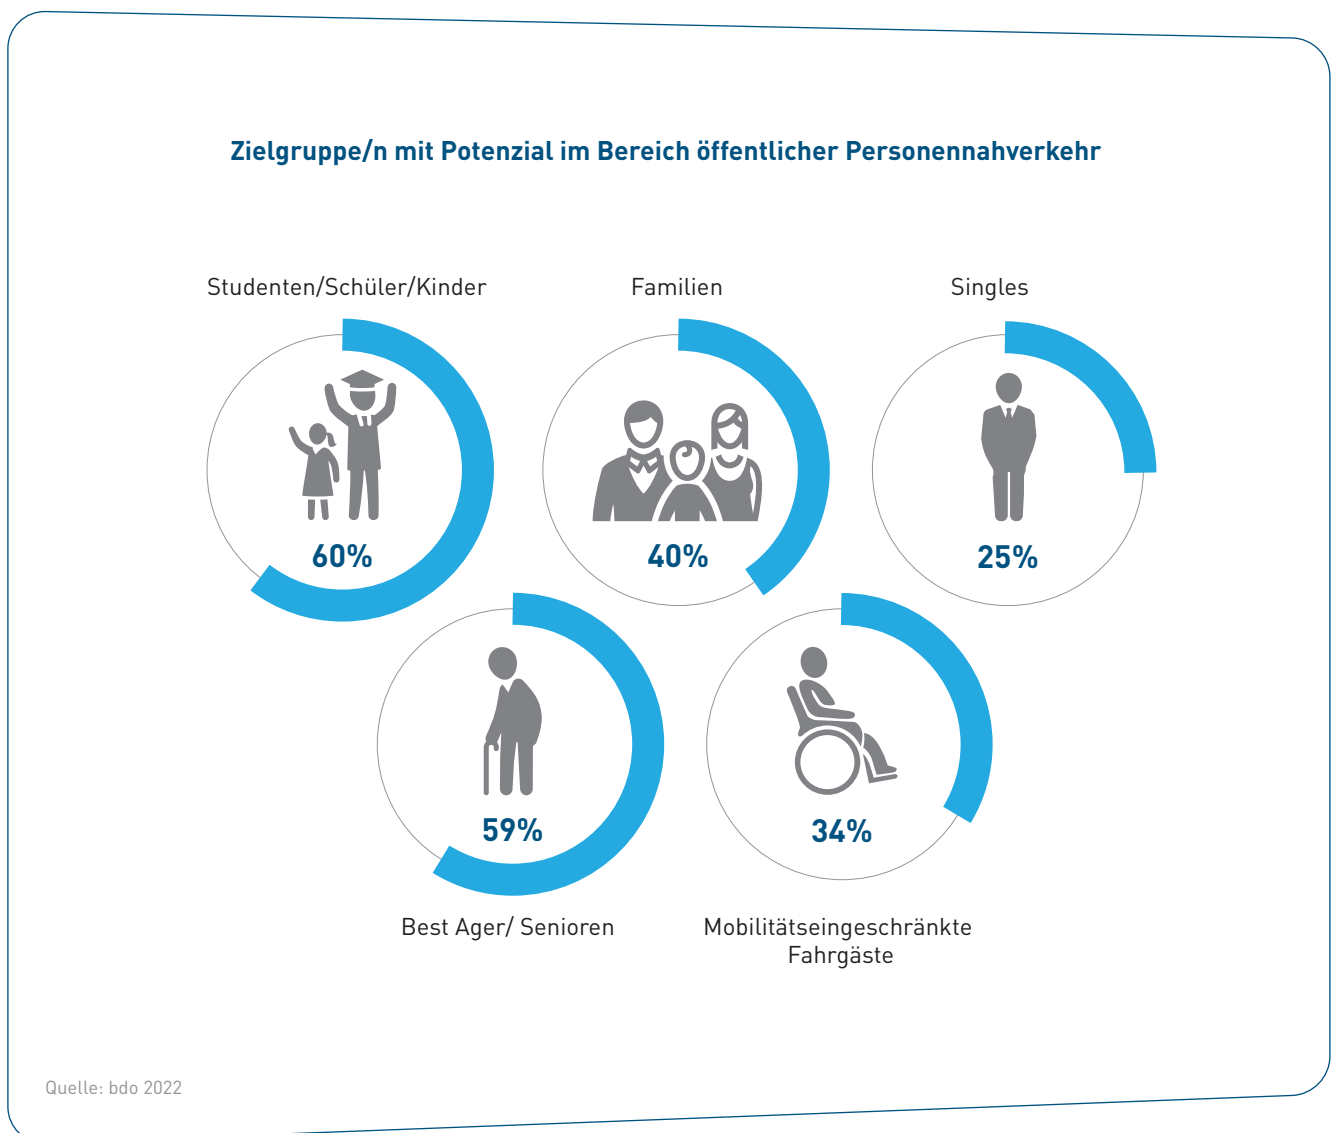 Zielgruppe/n mit Potenzial im Bereich öffentlicher Personennahverkehr
Studenten/Schüler/Kinder
60%
Familien
40%
Singles
25%
59%
Best Ager/ Senioren
34%
Mobilitätseingeschränkte
Fahrgäste
Quelle: bdo 2022